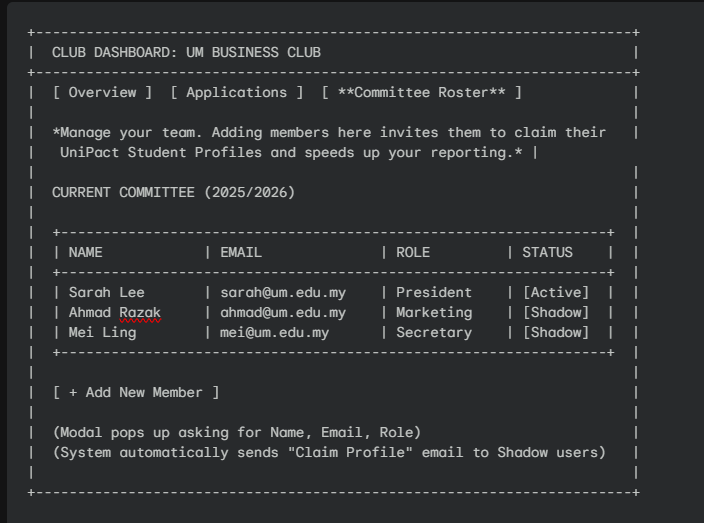 +------------------------------------------------------------------------+
|  CLUB DASHBOARD: UM BUSINESS CLUB                                      |
+------------------------------------------------------------------------+
|  [ Overview ]  [ Applications ]  [ **Committee Roster** ]              |
|                                                                        |
|  *Manage your team. Adding members here invites them to claim their    |
|   UniPact Student Profiles and speeds up your reporting.* |
|                                                                        |
|  CURRENT COMMITTEE (2025/2026)                                         |
|                                                                        |
|  +------------------------------------------------------------------+  |
|  | NAME            | EMAIL              | ROLE         | STATUS    |  |
|  +------------------------------------------------------------------+  |
|  | Sarah Lee       | sarah@um.edu.my    | President    | [Active]  |  |
|  | Ahmad Razak     | ahmad@um.edu.my    | Marketing    | [Shadow]  |  |
|  | Mei Ling        | mei@um.edu.my      | Secretary    | [Shadow]  |  |
|  +------------------------------------------------------------------+  |
|                                                                        |
|  [ + Add New Member ]                                                  |
|                                                                        |
|  (Modal pops up asking for Name, Email, Role)                          |
|  (System automatically sends "Claim Profile" email to Shadow users)    |
|                                                                        |
+------------------------------------------------------------------------+